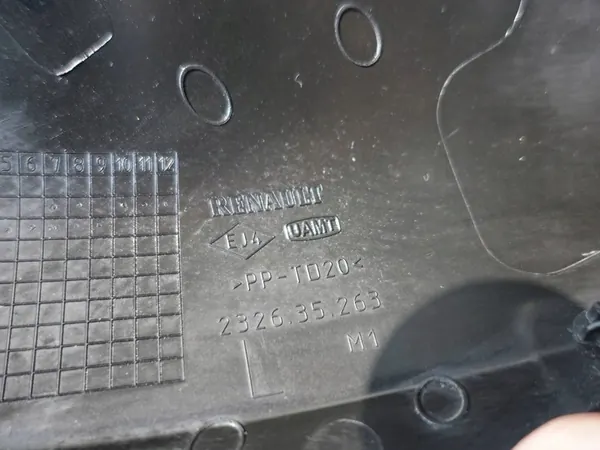 5 6 7 8 9 10 11 12
RENAULT
EJ4 UAMT
>PP-TD20<
2326.35.263
L M1